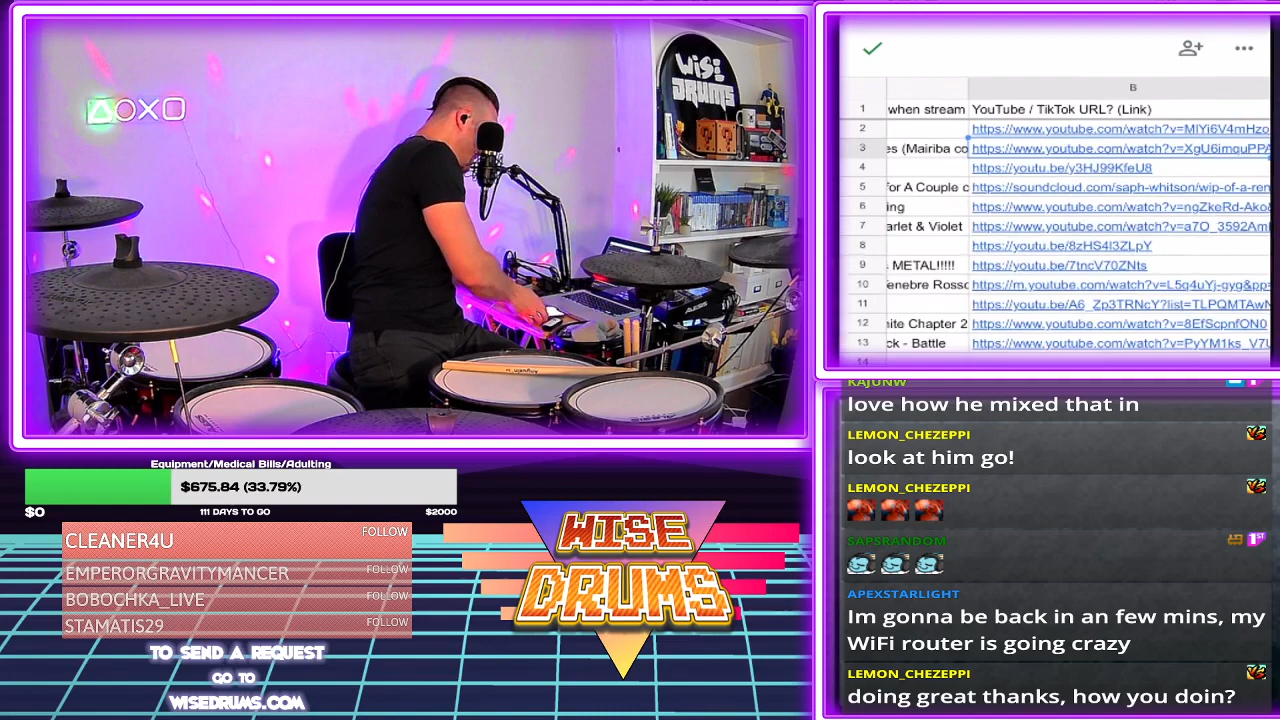 WISE
DRUMS
B
1
when stream
YouTube / TikTok URL? (Link)
2
https://www.youtube.com/watch?v=MlYi6V4mHzo
3
es (Mairiba co
https://www.youtube.com/watch?v=XgU6imquPPA
4
https://youtu.be/y3HJ99KfeU8
5
for A Couple c
https://soundcloud.com/saph-whitson/wip-of-a-ren
6
ing
https://www.youtube.com/watch?v=ngZkeRd-Ako
7
arlet & Violet
https://www.youtube.com/watch?v=a7O_3592Aml
8
https://youtu.be/8zHS4l3ZLpY
9
METAL!!!!!
https://youtu.be/7tncV70ZNts
10
enebre Rosso
https://m.youtube.com/watch?v=L5q4uYj-gyg&pp=
11
https://youtu.be/A6_Zp3TRNcY?list=TLPQMTAwN
12
ite Chapter 2
https://www.youtube.com/watch?v=8EfScpnfON0
13
ck - Battle
https://www.youtube.com/watch?v=PyYM1ks_V7U
14
KAJUNW
love how he mixed that in
LEMON_CHEZEPPI
look at him go!
LEMON_CHEZEPPI
SAPSRANDOM
1ST
APEXSTARLIGHT
Im gonna be back in an few mins, my
WiFi router is going crazy
LEMON_CHEZEPPI
doing great thanks, how you doin?
Equipment/Medical Bills/Adulting
$675.84 (33.79%)
$0
111 DAYS TO GO
$2000
CLEANER4U FOLLOW
EMPERORGRAVITYMANCER FOLLOW
BOBOCHKA_LIVE FOLLOW
STAMATIS29 FOLLOW
TO SEND A REQUEST
GO TO
WISEDRUMS.COM
WISE
DRUMS